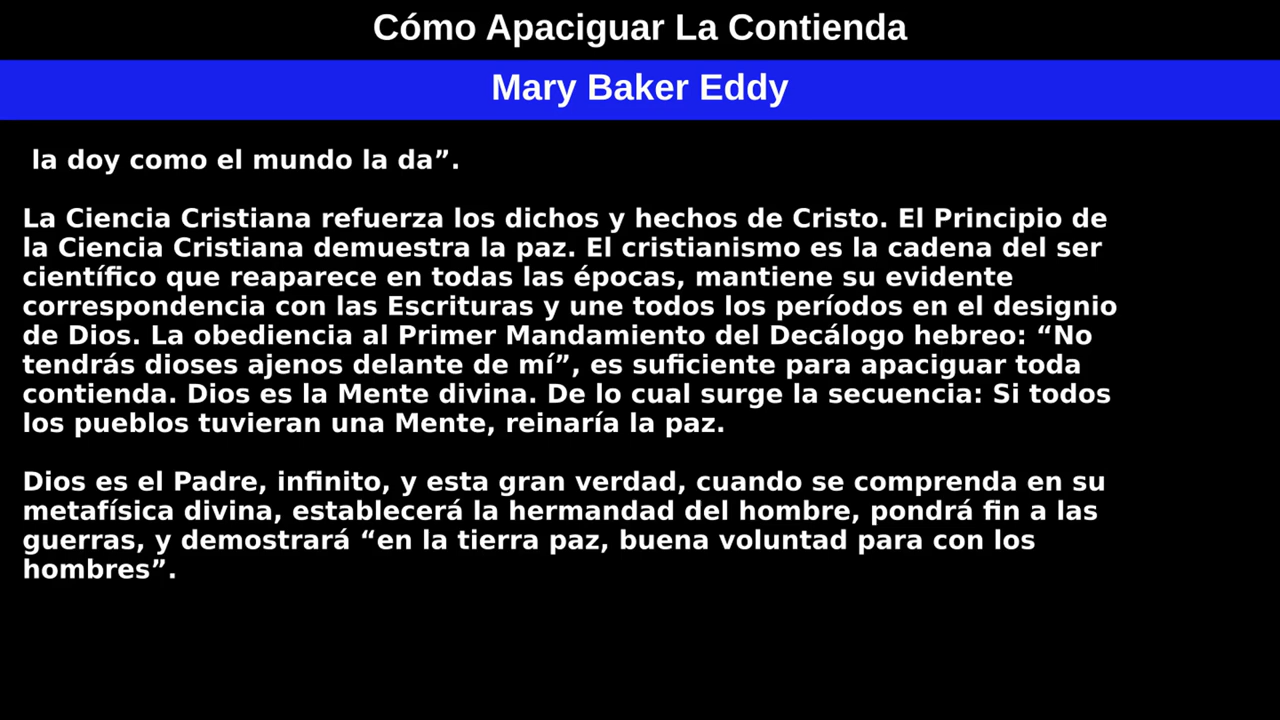 Cómo Apaciguar La Contienda
Mary Baker Eddy
la doy como el mundo la da”.
La Ciencia Cristiana refuerza los dichos y hechos de Cristo. El Principio de
la Ciencia Cristiana demuestra la paz. El cristianismo es la cadena del ser
científico que reaparece en todas las épocas, mantiene su evidente
correspondencia con las Escrituras y une todos los períodos en el designio
de Dios. La obediencia al Primer Mandamiento del Decálogo hebreo: “No
tendrás dioses ajenos delante de mí”, es suficiente para apaciguar toda
contienda. Dios es la Mente divina. De lo cual surge la secuencia: Si todos
los pueblos tuvieran una Mente, reinaría la paz.
Dios es el Padre, infinito, y esta gran verdad, cuando se comprenda en su
metafísica divina, establecerá la hermandad del hombre, pondrá fin a las
guerras, y demostrará “en la tierra paz, buena voluntad para con los
hombres”.